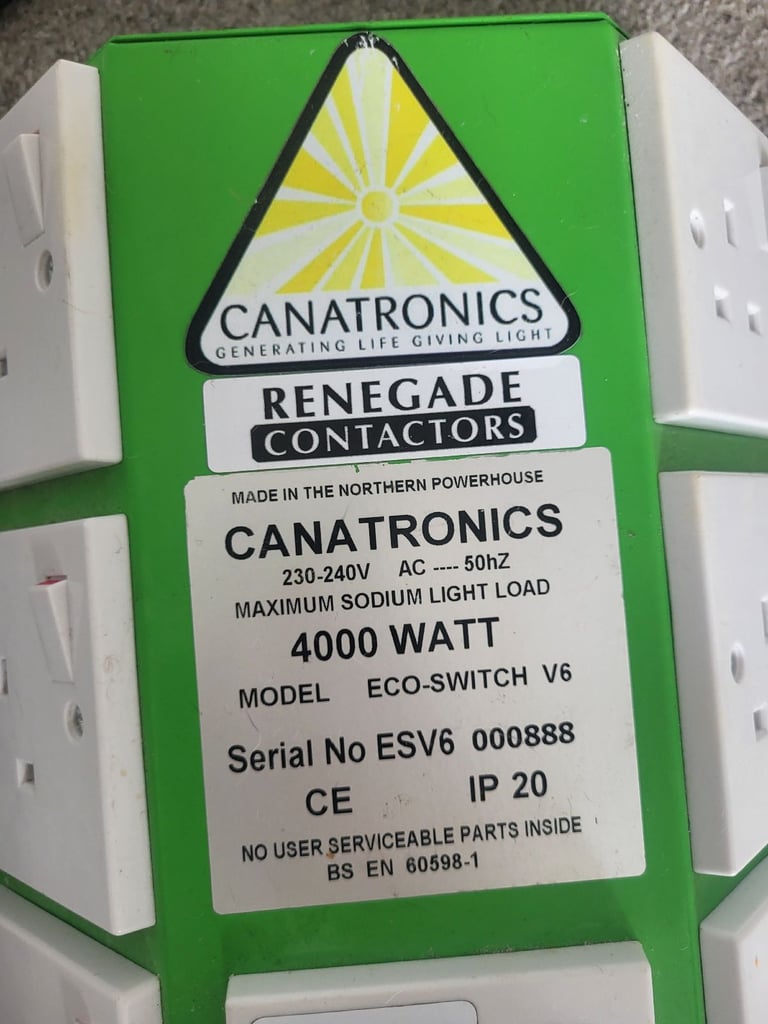 CANATRONICS
GENERATING LIFE GIVING LIGHT
RENEGADE
CONTACTORS
MADE IN THE NORTHERN POWERHOUSE
CANATRONICS
230-240V AC ---- 50hZ
MAXIMUM SODIUM LIGHT LOAD
4000 WATT
MODEL ECO-SWITCH V6
Serial No ESV6 000888
CE IP 20
NO USER SERVICEABLE PARTS INSIDE
BS EN 60598-1